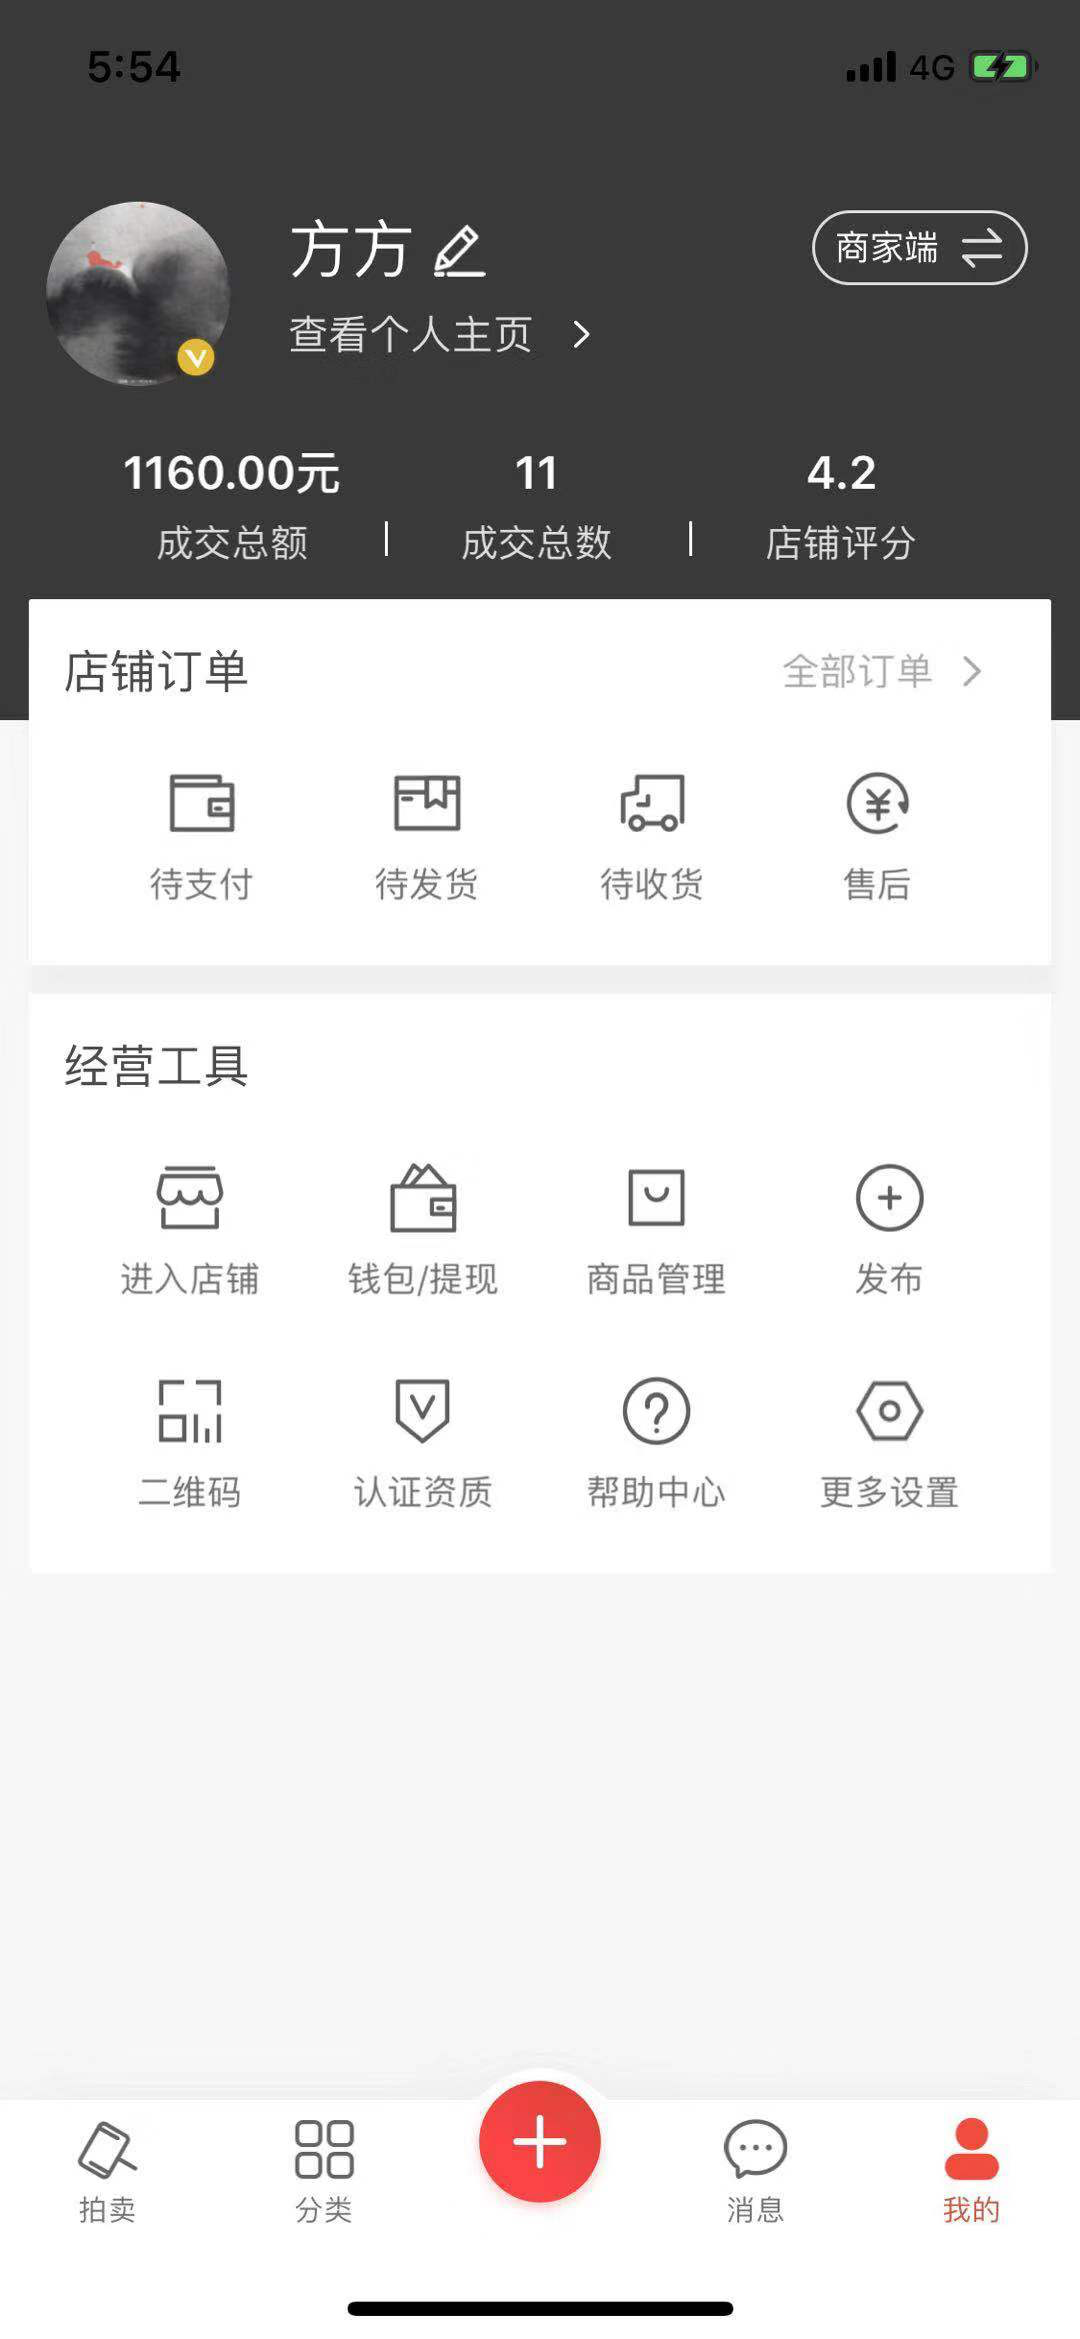 5:54
4G
方方
商家端
查看个人主页
1160.00元
11
4.2
成交总额
成交总数
店铺评分
店铺订单
全部订单
待支付
待发货
待收货
售后
经营工具
进入店铺
钱包/提现
商品管理
发布
二维码
认证资质
帮助中心
更多设置
拍卖
分类
消息
我的